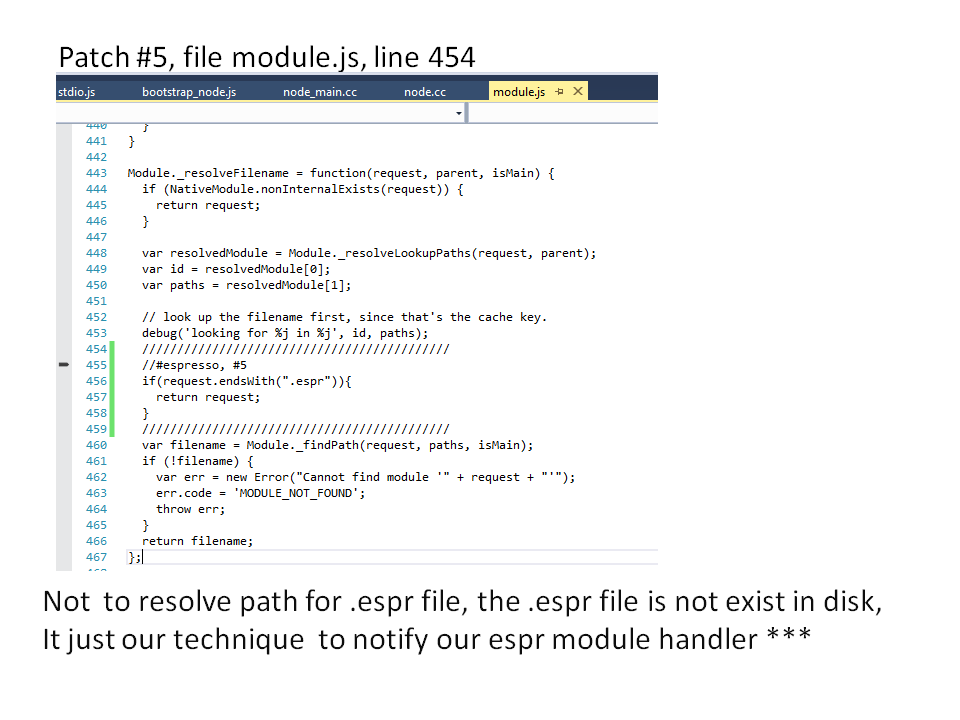 Patch #5, file module.js, line 454
stdio.js bootstrap_node.js node_main.cc node.cc module.js
440 }
441 }
442
443 Module._resolveFilename = function(request, parent, isMain) {
444 if (NativeModule.nonInternalExists(request)) {
445 return request;
446 }
447
448 var resolvedModule = Module._resolveLookupPaths(request, parent);
449 var id = resolvedModule[0];
450 var paths = resolvedModule[1];
451
452 // look up the filename first, since that's the cache key.
453 debug('looking for %j in %j', id, paths);
454 ////////////////////////////////////////////
455 //#espresso, #5
456 if(request.endsWith(".espr")){
457 return request;
458 }
459 ////////////////////////////////////////////
460 var filename = Module._findPath(request, paths, isMain);
461 if (!filename) {
462 var err = new Error("Cannot find module '" + request + "'");
463 err.code = 'MODULE_NOT_FOUND';
464 throw err;
465 }
466 return filename;
467 };
Not to resolve path for .espr file, the .espr file is not exist in disk,
It just our technique to notify our espr module handler ***